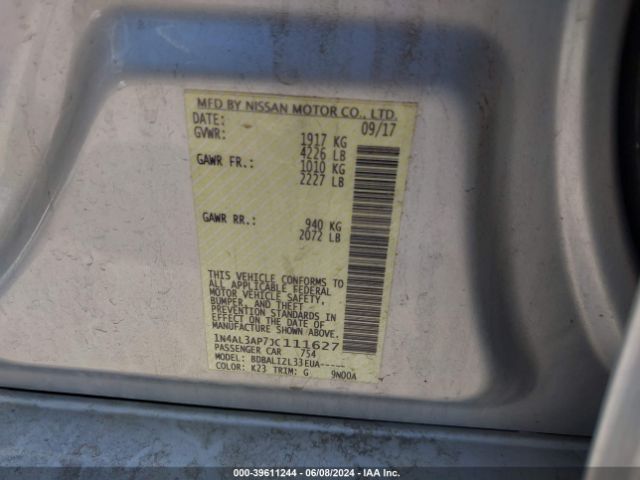 MFD BY NISSAN MOTOR CO., LTD.
DATE: 09/17
GVWR: 1917 KG
4226 LB
GAWR FR.: 1010 KG
2227 LB
GAWR RR.: 940 KG
2072 LB
THIS VEHICLE CONFORMS TO
ALL APPLICABLE FEDERAL
MOTOR VEHICLE SAFETY,
BUMPER, AND THEFT
PREVENTION STANDARDS IN
EFFECT ON THE DATE OF
MANUFACTURE SHOWN ABOVE.
1N4AL3AP7JC111627
PASSENGER CAR 754
MODEL: BDBALIZL33EUA-----
COLOR: K23 TRIM: G 9N00A
000-39611244 | 06/08/2024 - IAA Inc.